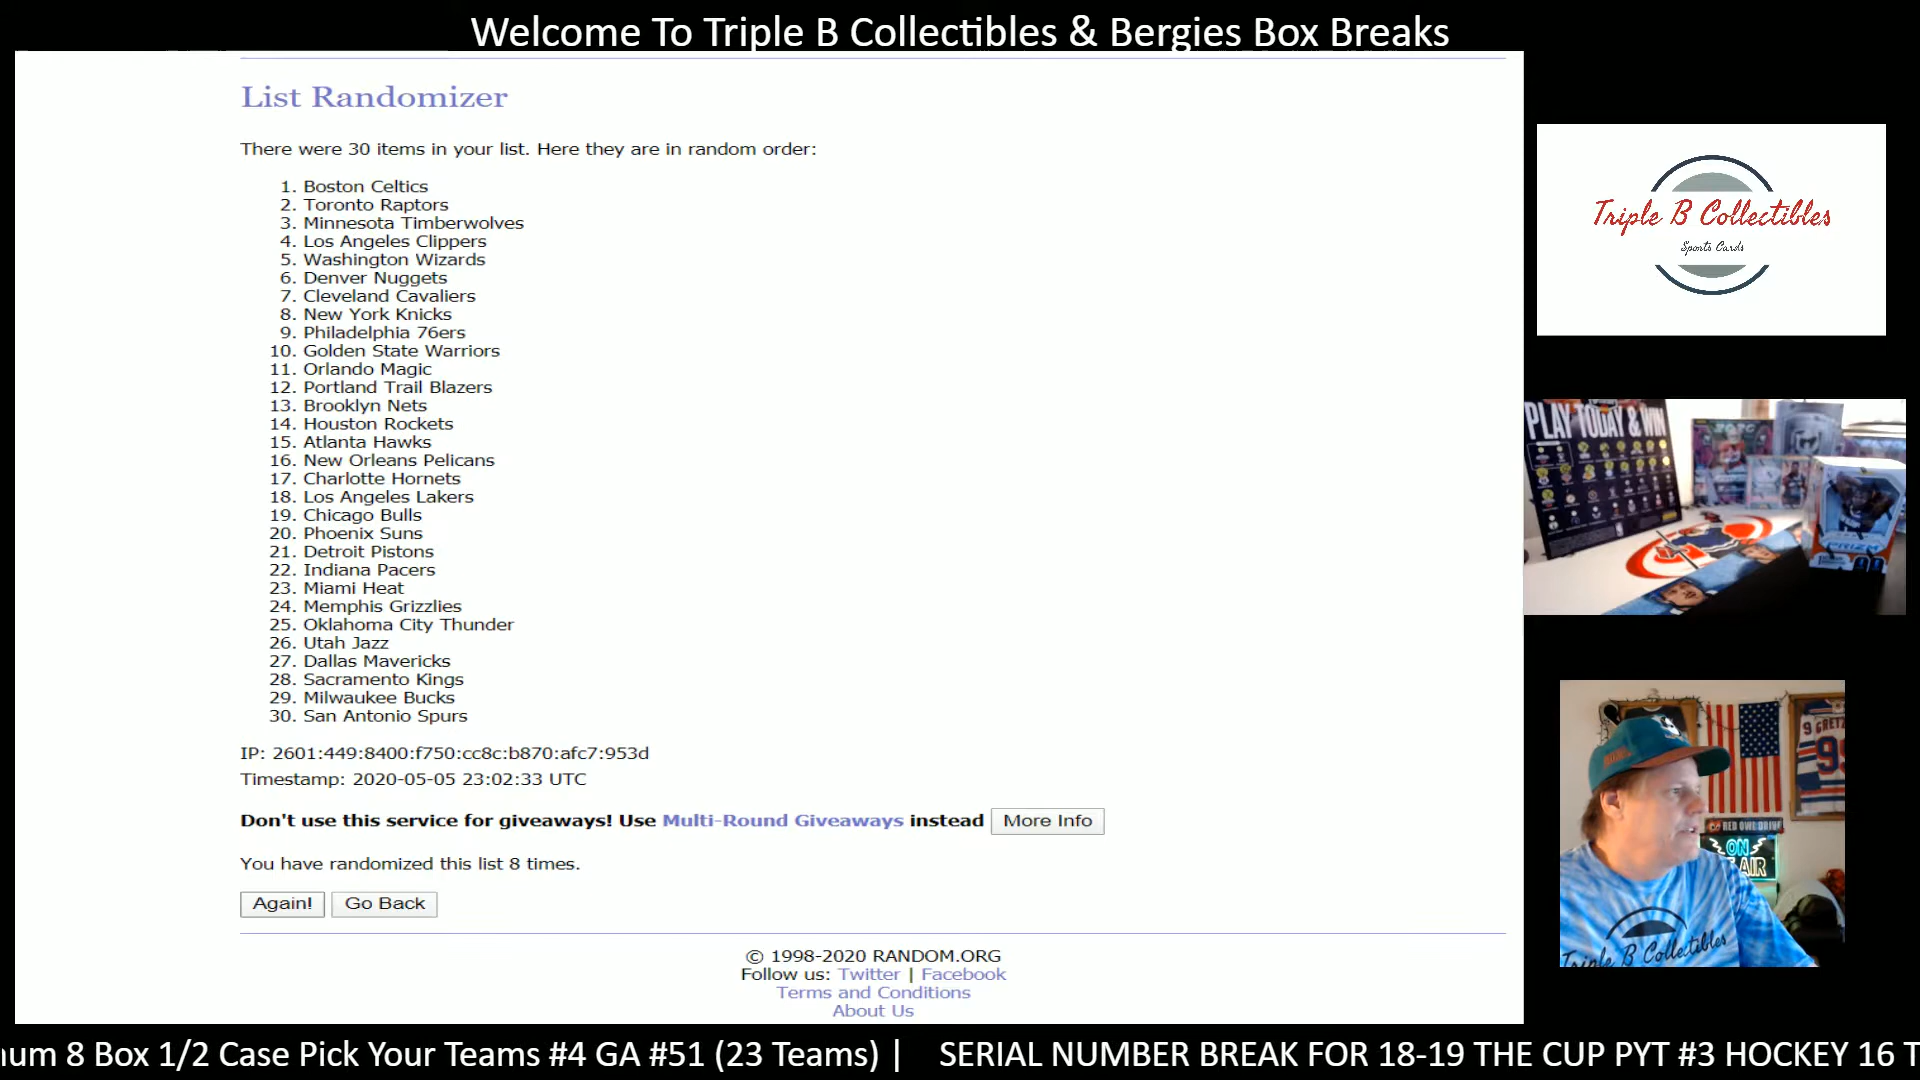 Welcome To Triple B Collectibles & Bergies Box Breaks
List Randomizer
There were 30 items in your list. Here they are in random order:
1. Boston Celtics
2. Toronto Raptors
3. Minnesota Timberwolves
4. Los Angeles Clippers
5. Washington Wizards
6. Denver Nuggets
7. Cleveland Cavaliers
8. New York Knicks
9. Philadelphia 76ers
10. Golden State Warriors
11. Orlando Magic
12. Portland Trail Blazers
13. Brooklyn Nets
14. Houston Rockets
15. Atlanta Hawks
16. New Orleans Pelicans
17. Charlotte Hornets
18. Los Angeles Lakers
19. Chicago Bulls
20. Phoenix Suns
21. Detroit Pistons
22. Indiana Pacers
23. Miami Heat
24. Memphis Grizzlies
25. Oklahoma City Thunder
26. Utah Jazz
27. Dallas Mavericks
28. Sacramento Kings
29. Milwaukee Bucks
30. San Antonio Spurs
IP: 2601:449:8400:f750:cc8c:b870:afc7:953d
Timestamp: 2020-05-05 23:02:33 UTC
Don't use this service for giveaways! Use Multi-Round Giveaways instead More Info
You have randomized this list 8 times.
Again! Go Back
© 1998-2020 RANDOM.ORG
Follow us: Twitter | Facebook
Terms and Conditions
About Us
Triple B Collectibles
Sports Cards
PLAY TODAY & WIN
PRIZM
9 GRETZ
99
RED OWL DRIVE
ON
AIR
Triple B Collectibles
num 8 Box 1/2 Case Pick Your Teams #4 GA #51 (23 Teams) | SERIAL NUMBER BREAK FOR 18-19 THE CUP PYT #3 HOCKEY 16 T